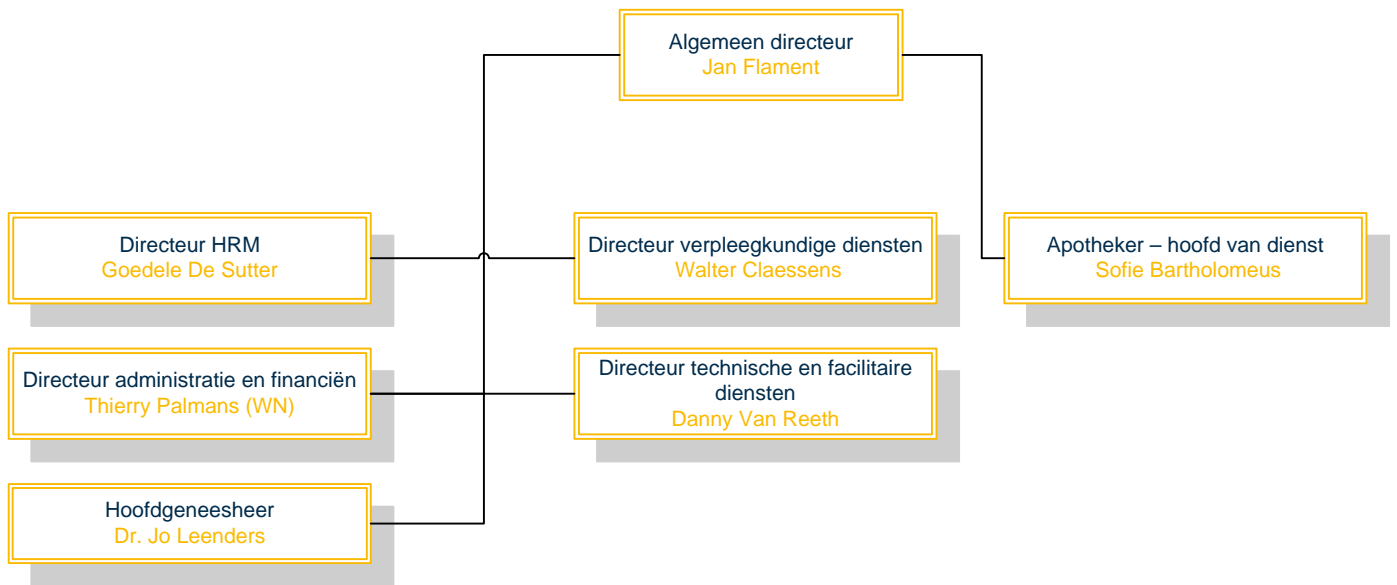 Algemeen directeur
Jan Flament
Directeur HRM
Goedele De Sutter
Directeur verpleegkundige diensten
Walter Claessens
Apotheker – hoofd van dienst
Sofie Bartholomeus
Directeur administratie en financiën
Thierry Palmans (WN)
Directeur technische en facilitaire
diensten
Danny Van Reeth
Hoofdgeneesheer
Dr. Jo Leenders